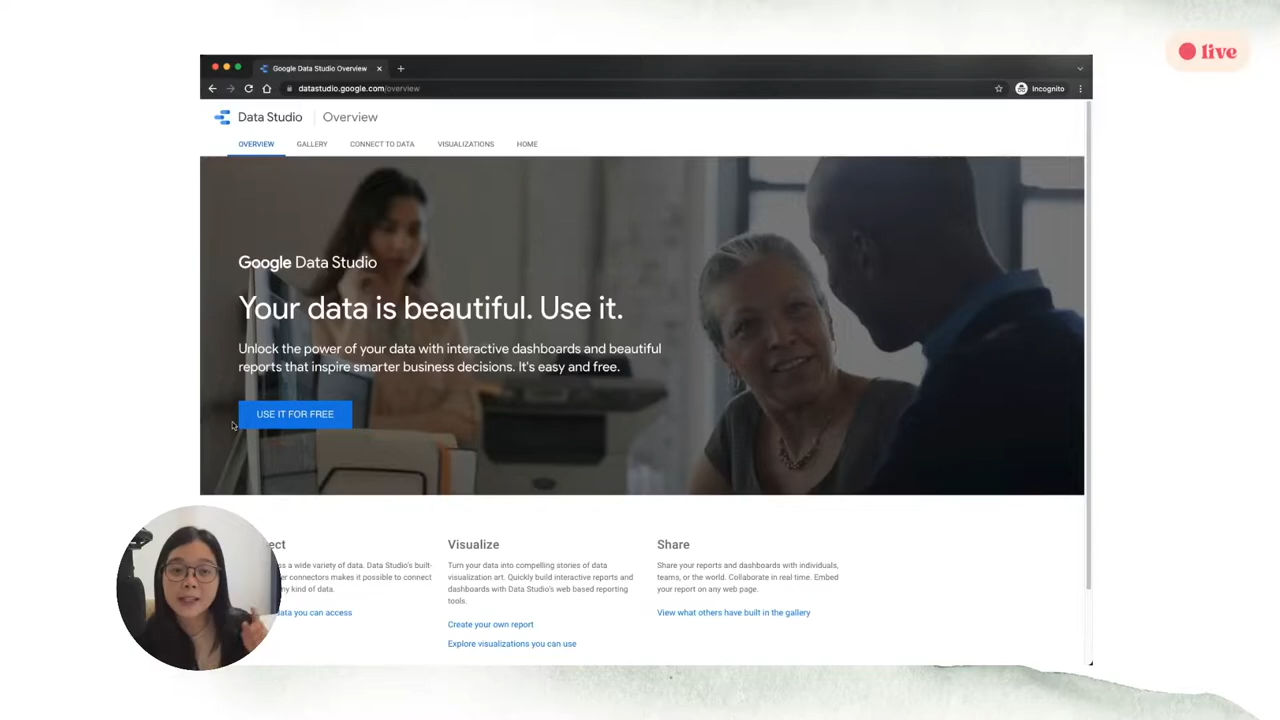 live
Google Data Studio Overview
datastudio.google.com/overview
Incognito
Data Studio
Overview
OVERVIEW
GALLERY
CONNECT TO DATA
VISUALIZATIONS
HOME
Google Data Studio
Your data is beautiful. Use it.
Unlock the power of your data with interactive dashboards and beautiful
reports that inspire smarter business decisions. It's easy and free.
USE IT FOR FREE
ect
a wide variety of data. Data Studio's built-
connectors makes it possible to connect
kind of data.
data you can access
Visualize
Turn your data into compelling stories of data
visualization art. Quickly build interactive reports and
dashboards with Data Studio's web based reporting
tools.
Create your own report
Explore visualizations you can use
Share
Share your reports and dashboards with individuals,
teams, or the world. Collaborate in real time. Embed
your report on any web page.
View what others have built in the gallery